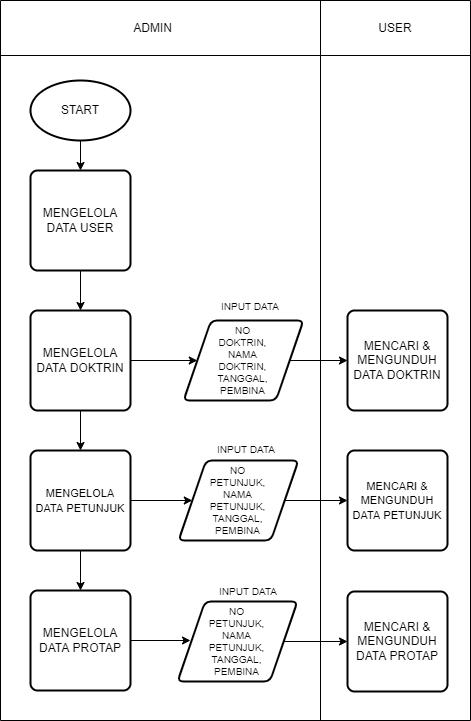 ADMIN
USER
START
MENGELOLA
DATA USER
INPUT DATA
MENGELOLA
DATA DOKTRIN
NO
DOKTRIN,
NAMA
DOKTRIN,
TANGGAL,
PEMBINA
MENCARI &
MENGUNDUH
DATA DOKTRIN
INPUT DATA
MENGELOLA
DATA PETUNJUK
NO
PETUNJUK,
NAMA
PETUNJUK,
TANGGAL,
PEMBINA
MENCARI &
MENGUNDUH
DATA PETUNJUK
INPUT DATA
MENGELOLA
DATA PROTAP
NO
PETUNJUK,
NAMA
PETUNJUK,
TANGGAL,
PEMBINA
MENCARI &
MENGUNDUH
DATA PROTAP